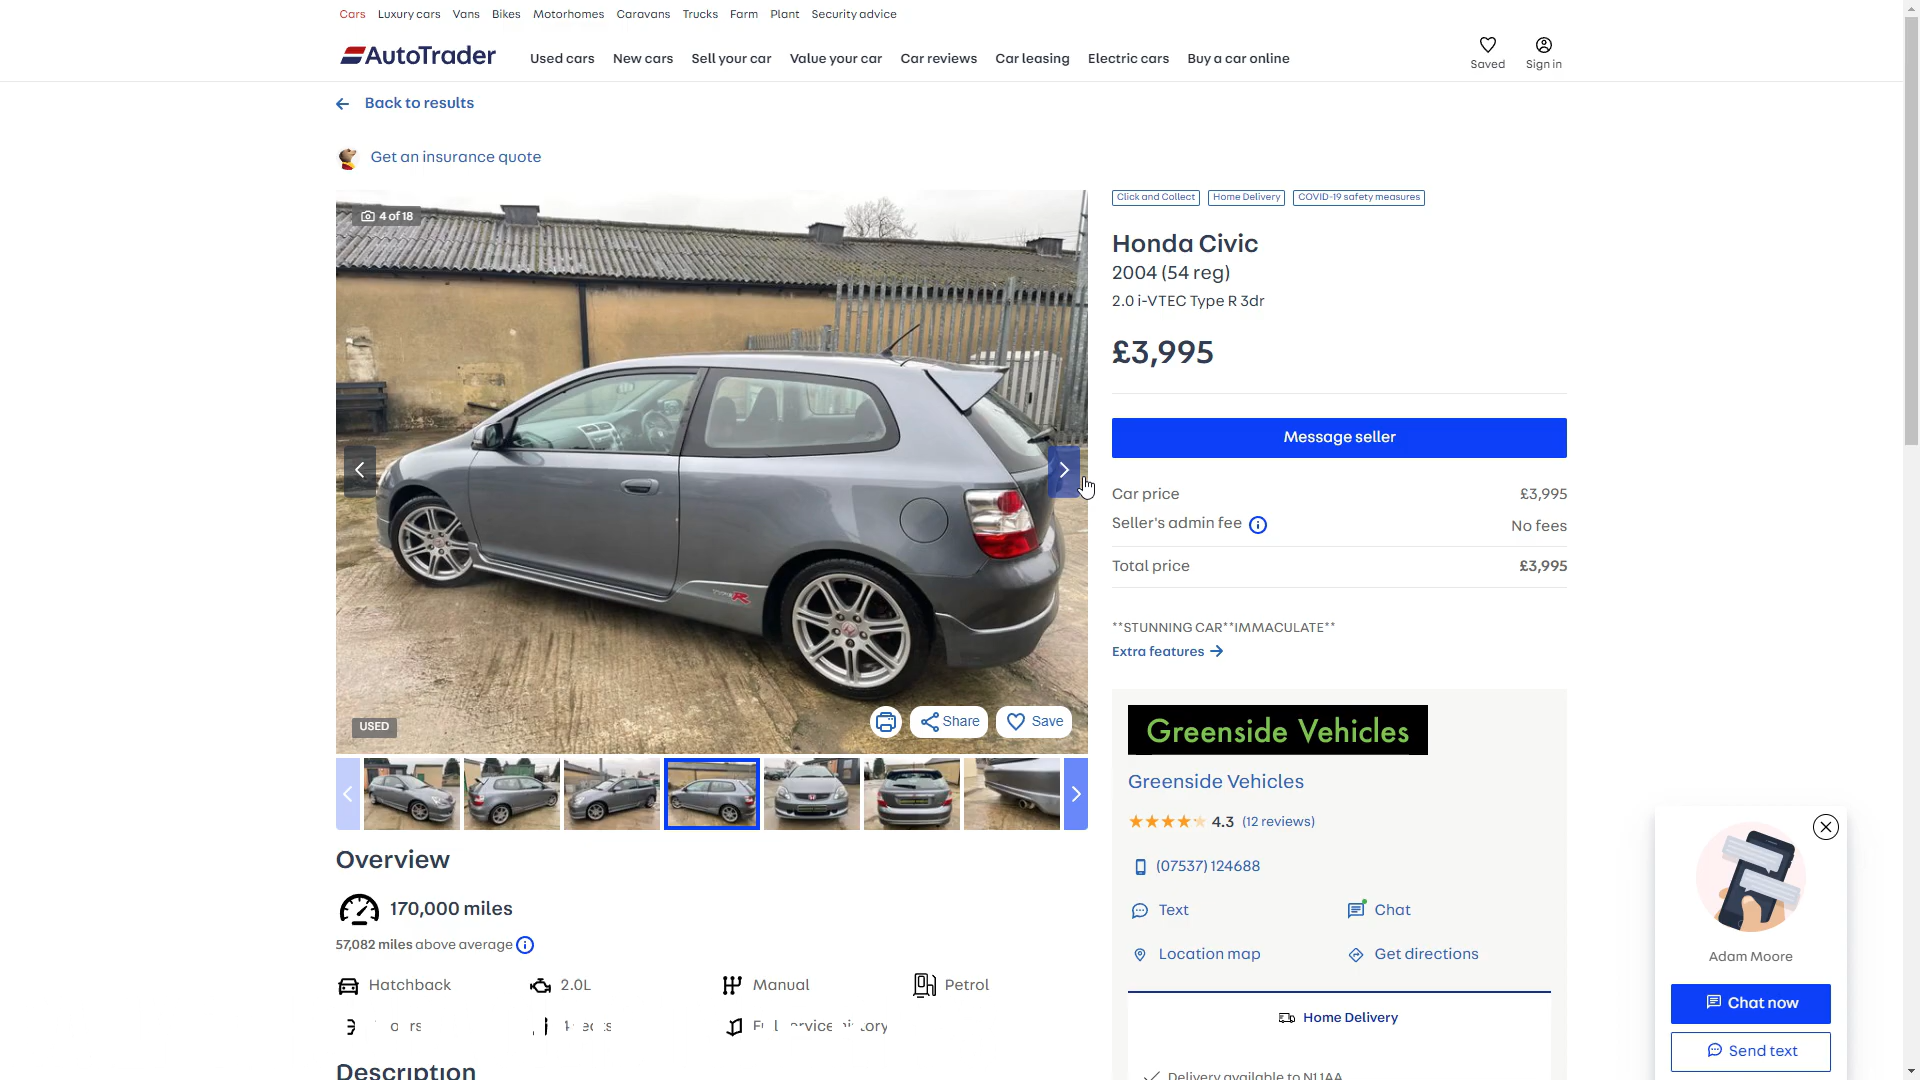 Cars Luxury cars Vans Bikes Motorhomes Caravans Trucks Farm Plant Security advice
AutoTrader Used cars New cars Sell your car Value your car Car reviews Car leasing Electric cars Buy a car online
Saved Sign in
Back to results
Get an insurance quote
4 of 18
TYPE R
USED
Share
Save
Click and Collect Home Delivery COVID-19 safety measures
Honda Civic
2004 (54 reg)
2.0 i-VTEC Type R 3dr
£3,995
Message seller
Car price £3,995
Seller's admin fee No fees
Total price £3,995
**STUNNING CAR**IMMACULATE**
Extra features
Greenside Vehicles
Greenside Vehicles
4.3 (12 reviews)
(07537) 124688
Text Chat
Location map Get directions
Home Delivery
Delivery available to N11AA
Overview
170,000 miles
57,082 miles above average
Hatchback 2.0L Manual Petrol
Description
Adam Moore
Chat now
Send text